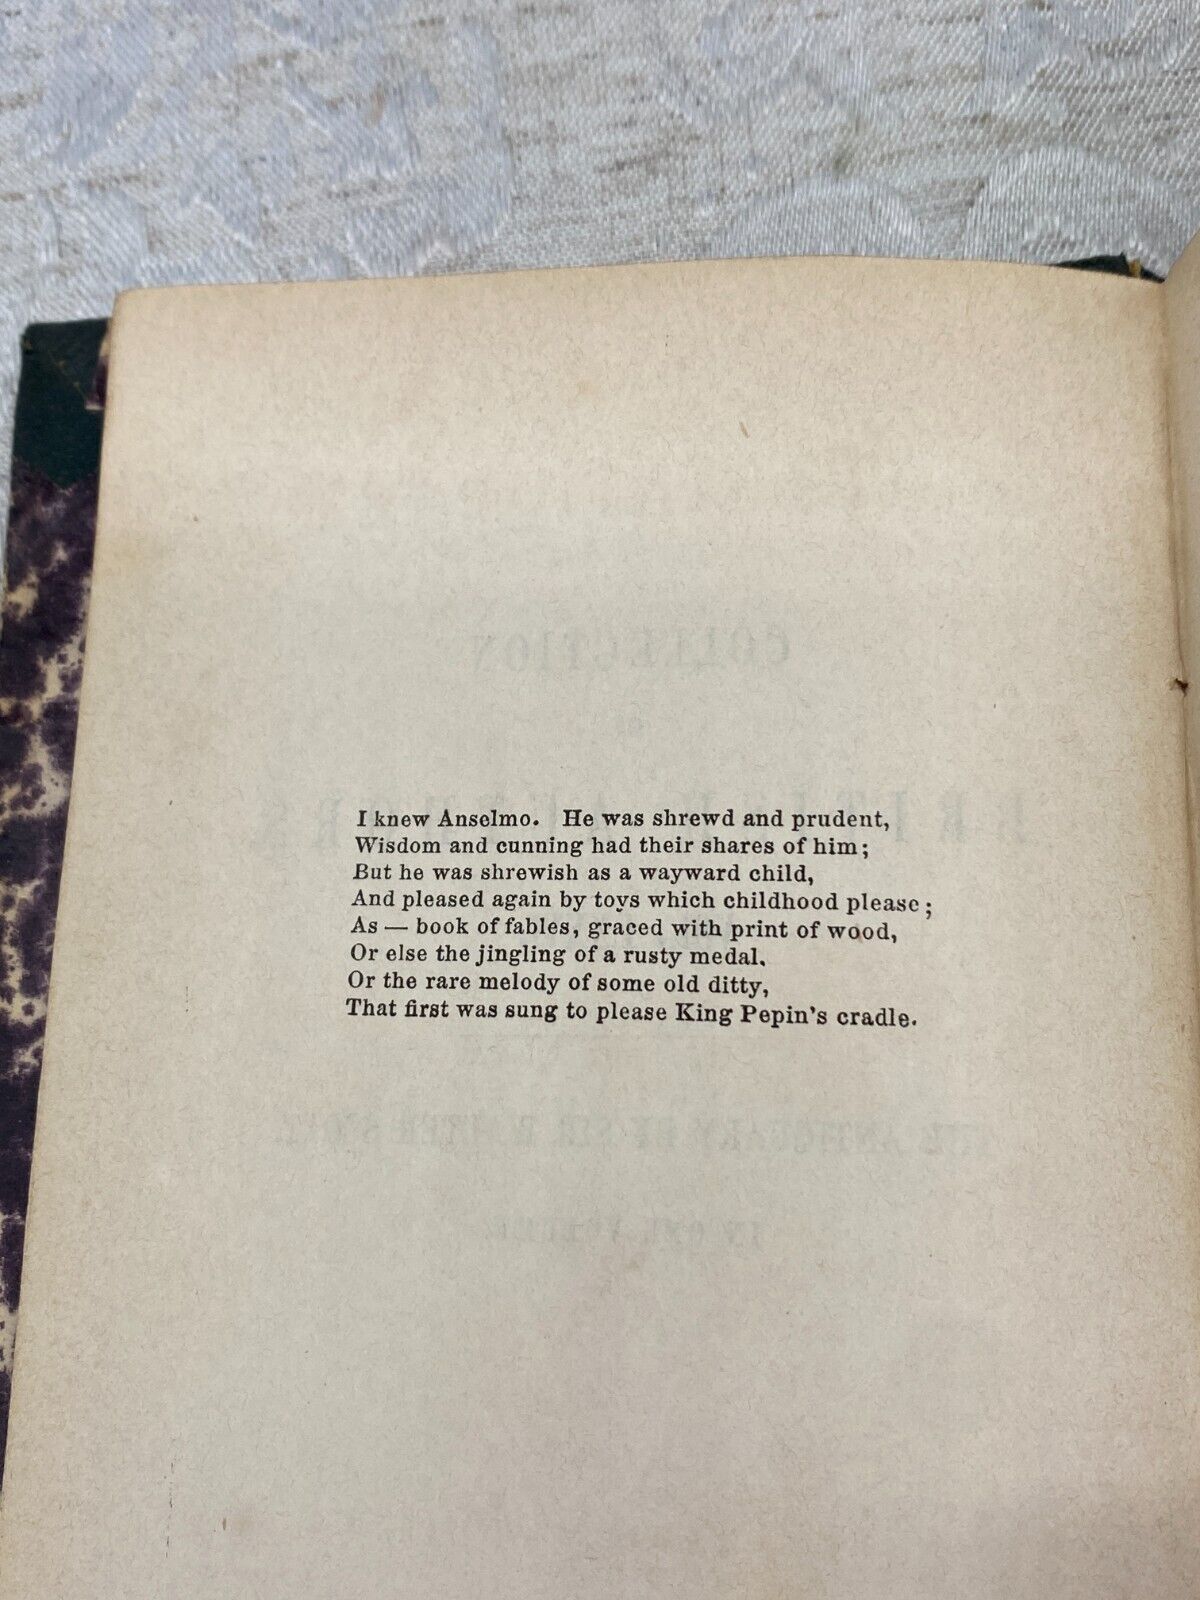 I knew Anselmo. He was shrewd and prudent,
Wisdom and cunning had their shares of him;
But he was shrewish as a wayward child,
And pleased again by toys which childhood please;
As — book of fables, graced with print of wood,
Or else the jingling of a rusty medal,
Or the rare melody of some old ditty,
That first was sung to please King Pepin's cradle.
COLLECTION